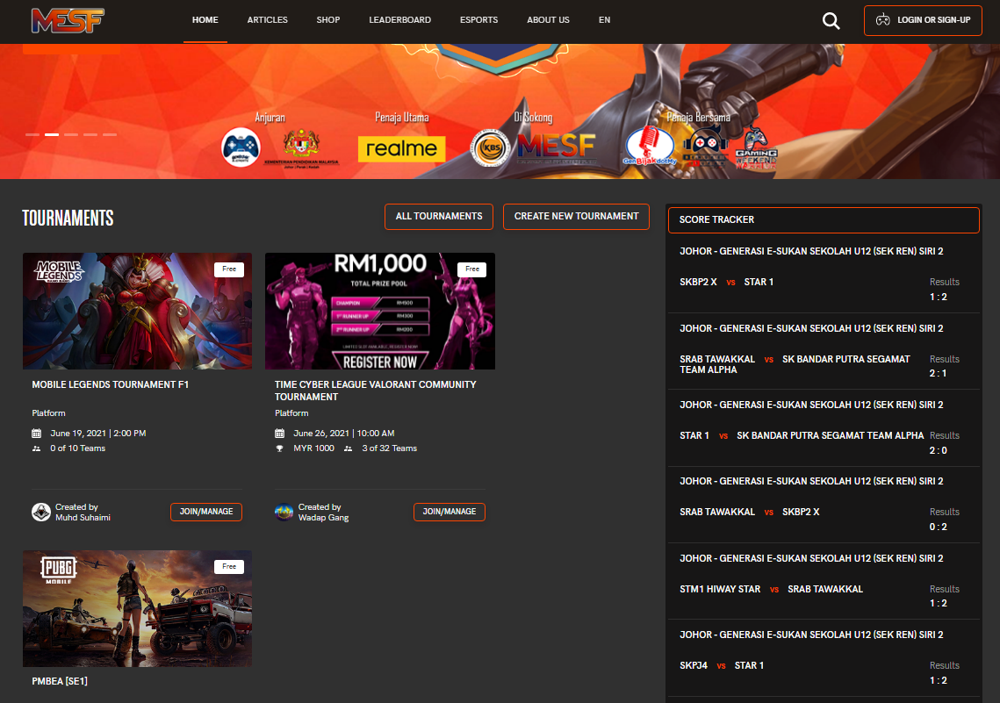 MESF
HOME
ARTICLES
SHOP
LEADERBOARD
ESPORTS
ABOUT US
EN
LOGIN OR SIGN-UP
Anjuran
Penaja Utama
Di Sokong
Penaja Bersama
KEMENTERIAN PENDIDIKAN MALAYSIA
realme
KBS
MESF
GenBijakdotMy
GAMING
WEEKEND
TOURNAMENTS
ALL TOURNAMENTS
CREATE NEW TOURNAMENT
MOBILE
LEGENDS
Free
MOBILE LEGENDS TOURNAMENT F1
Platform
June 19, 2021 | 2:00 PM
0 of 10 Teams
Created by
Muhd Suhaimi
JOIN/MANAGE
RM1,000
Free
TOTAL PRIZE POOL
CHAMPION RM500
1ST RUNNER UP RM300
2ND RUNNER UP RM200
LIMITED SLOT AVAILABLE, REGISTER NOW!
REGISTER NOW
TIME CYBER LEAGUE VALORANT COMMUNITY
TOURNAMENT
Platform
June 26, 2021 | 10:00 AM
MYR 1000 3 of 32 Teams
Created by
Wadap Gang
JOIN/MANAGE
PUBG
MOBILE
Free
PMBEA [SE1]
SCORE TRACKER
JOHOR - GENERASI E-SUKAN SEKOLAH U12 (SEK REN) SIRI 2
SKBP2 X vs STAR 1 Results
1 : 2
JOHOR - GENERASI E-SUKAN SEKOLAH U12 (SEK REN) SIRI 2
SRAB TAWAKKAL vs SK BANDAR PUTRA SEGAMAT Results
TEAM ALPHA 2 : 1
JOHOR - GENERASI E-SUKAN SEKOLAH U12 (SEK REN) SIRI 2
STAR 1 vs SK BANDAR PUTRA SEGAMAT TEAM ALPHA Results
2 : 0
JOHOR - GENERASI E-SUKAN SEKOLAH U12 (SEK REN) SIRI 2
SRAB TAWAKKAL vs SKBP2 X Results
0 : 2
JOHOR - GENERASI E-SUKAN SEKOLAH U12 (SEK REN) SIRI 2
STM1 HIWAY STAR vs SRAB TAWAKKAL Results
1 : 2
JOHOR - GENERASI E-SUKAN SEKOLAH U12 (SEK REN) SIRI 2
SKPJ4 vs STAR 1 Results
1 : 2